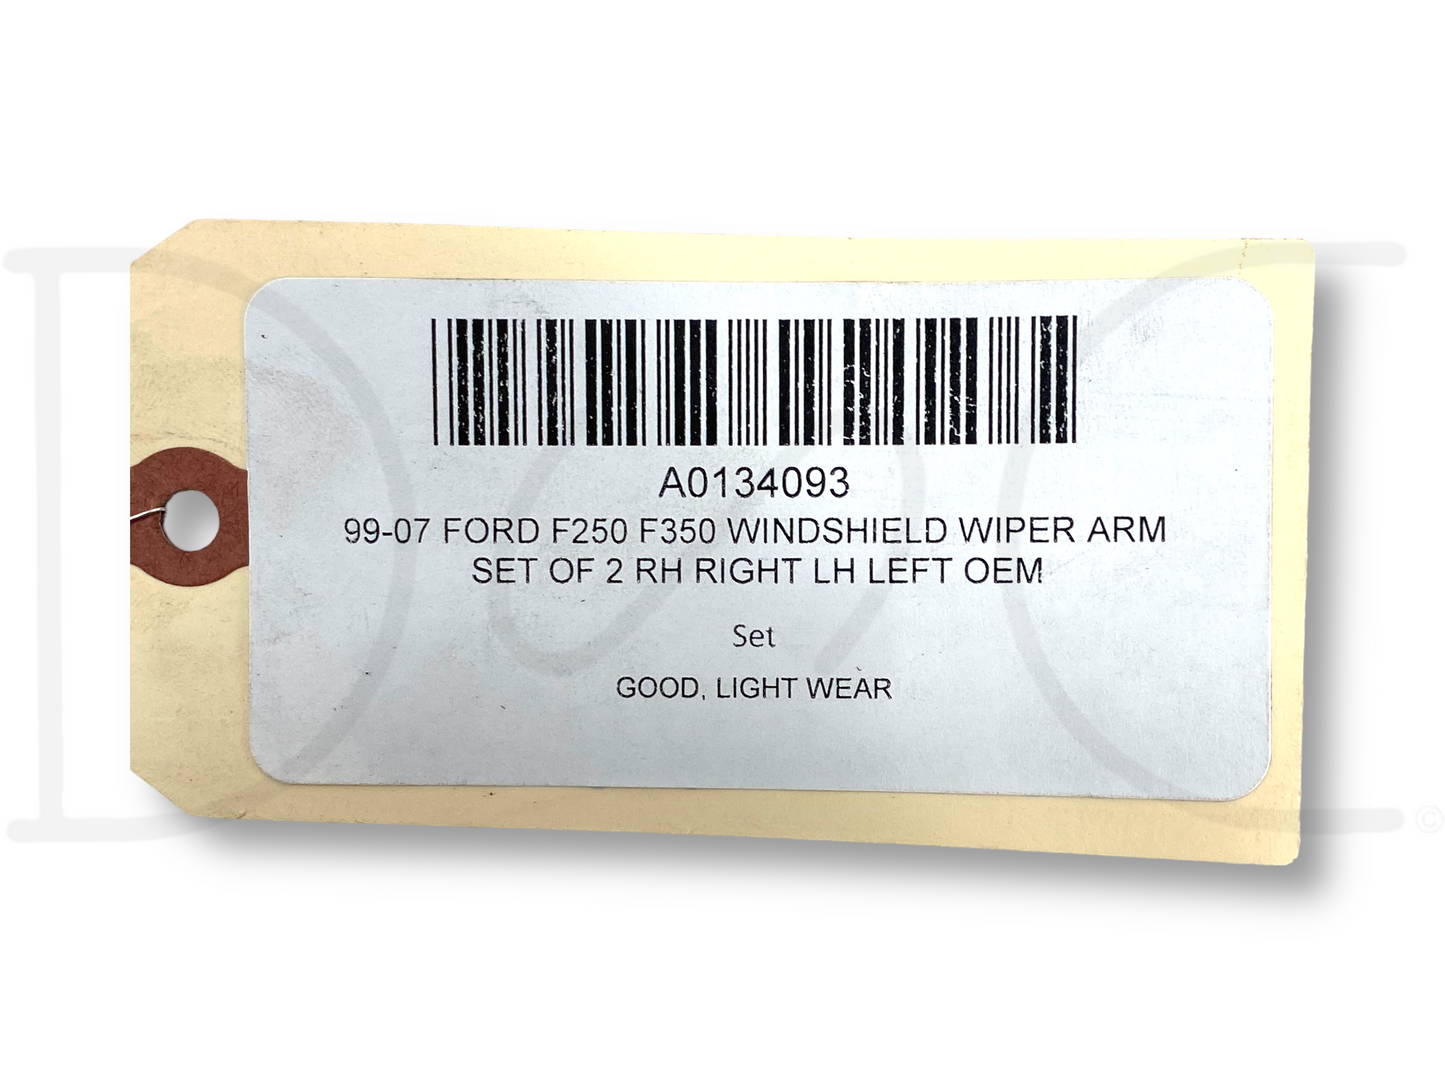 A0134093
99-07 FORD F250 F350 WINDSHIELD WIPER ARM
SET OF 2 RH RIGHT LH LEFT OEM
Set
GOOD, LIGHT WEAR
©